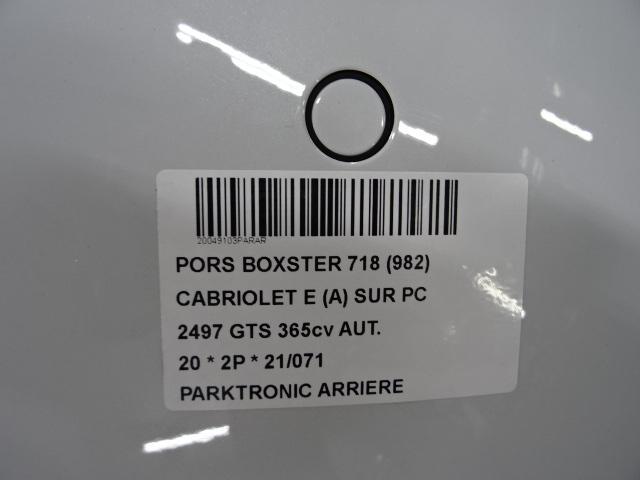 20049103PARAR
PORS BOXSTER 718 (982)
CABRIOLET E (A) SUR PC
2497 GTS 365cv AUT.
20 * 2P * 21/071
PARKTRONIC ARRIERE